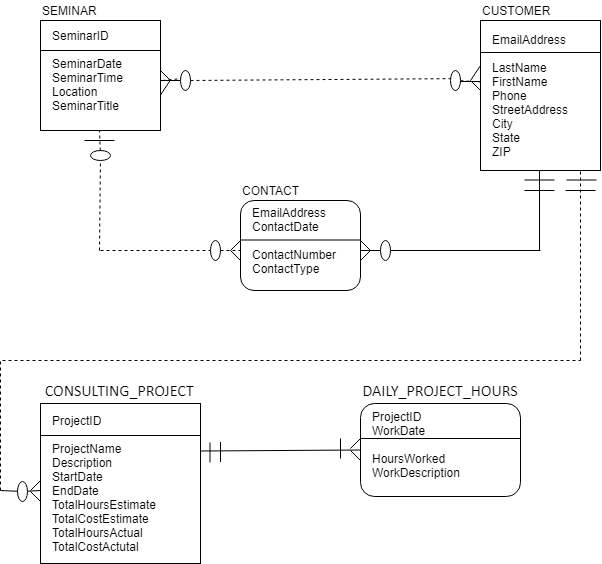 SEMINAR
SeminarID
SeminarDate
SeminarTime
Location
SeminarTitle
CUSTOMER
EmailAddress
LastName
FirstName
Phone
StreetAddress
City
State
ZIP
CONTACT
EmailAddress
ContactDate
ContactNumber
ContactType
CONSULTING_PROJECT
ProjectID
ProjectName
Description
StartDate
EndDate
TotalHoursEstimate
TotalCostEstimate
TotalHoursActual
TotalCostActutal
DAILY_PROJECT_HOURS
ProjectID
WorkDate
HoursWorked
WorkDescription